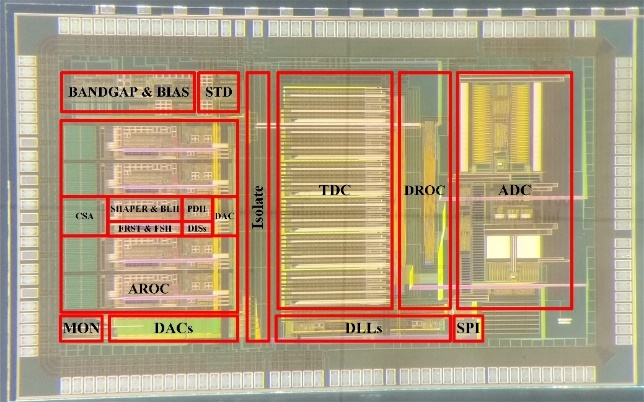 BANDGAP & BIAS
STD
CSA
SHAPER & BLH
PDH
DAC
FRST & FSH
DISs
AROC
MON
DACs
Isolate
TDC
DROC
ADC
DLLs
SPI